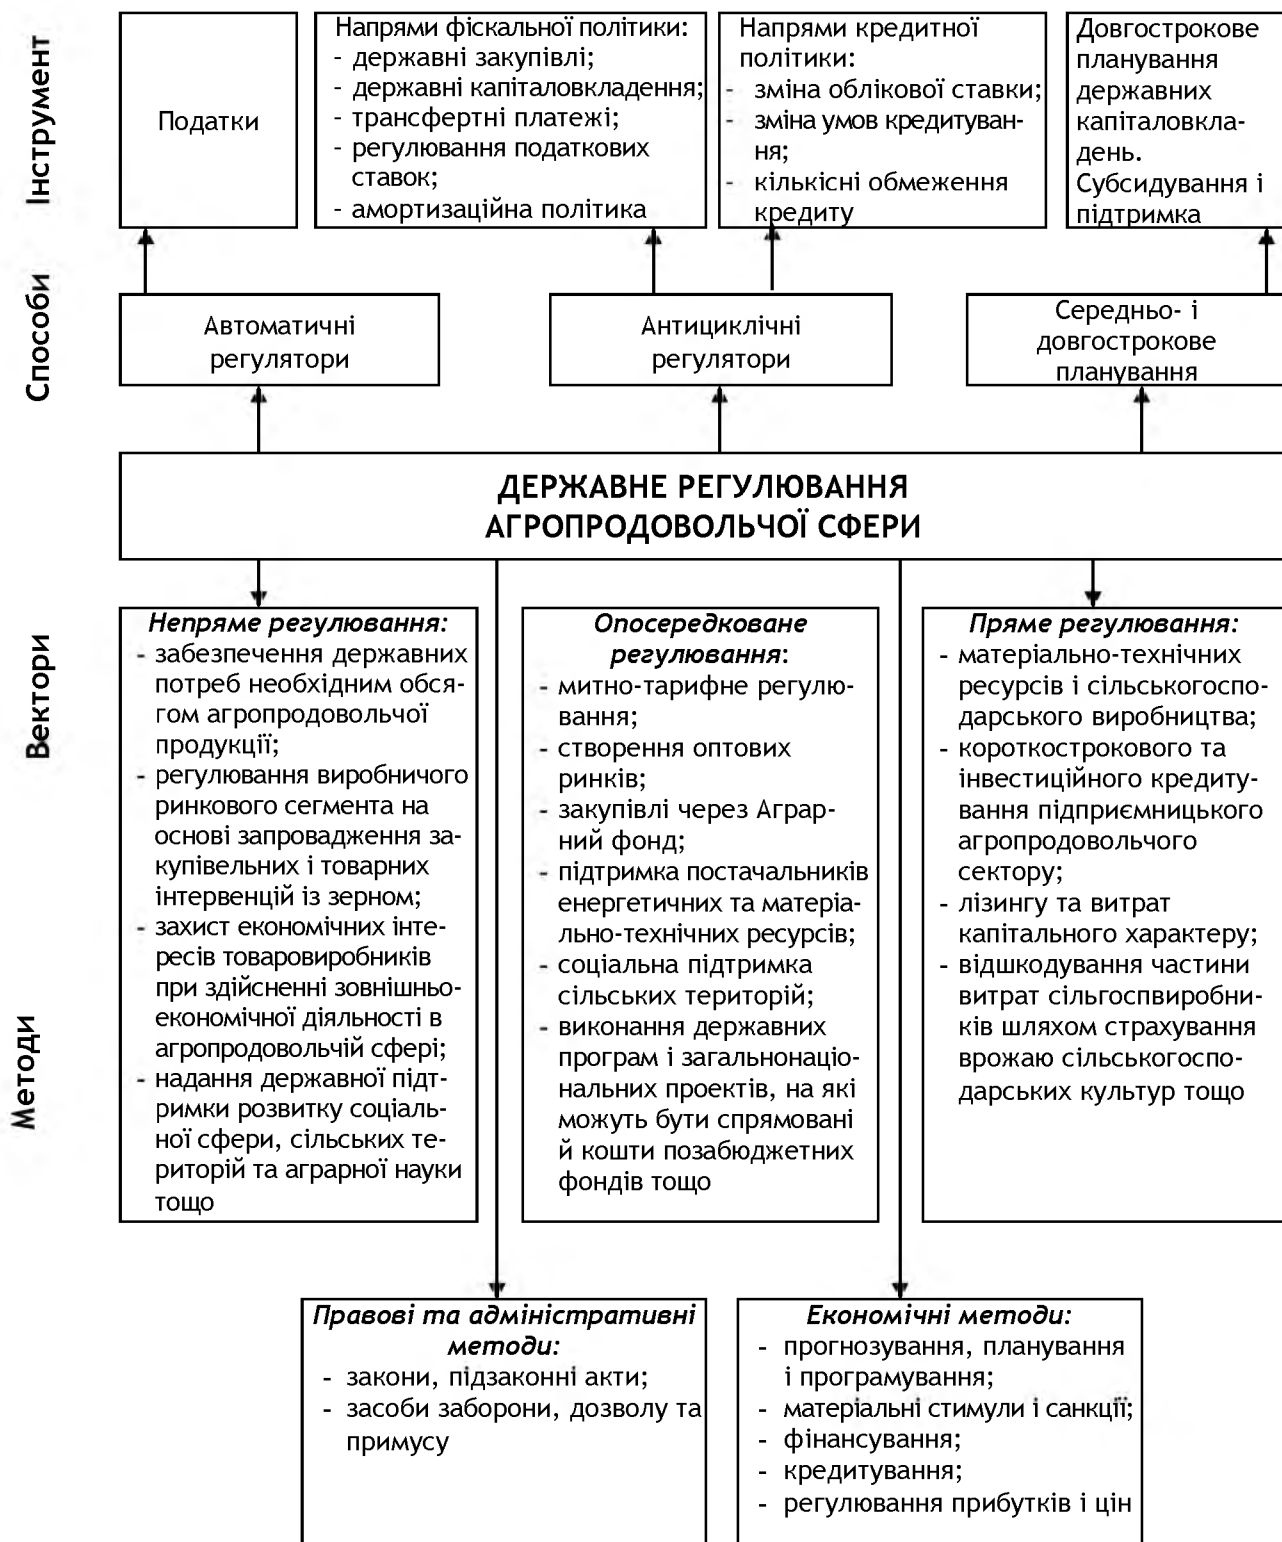 Інструмент
Податки
Напрями фіскальної політики:
- державні закупівлі;
- державні капіталовкладення;
- трансфертні платежі;
- регулювання податкових
ставок;
- амортизаційна політика
Напрями кредитної
політики:
- зміна облікової ставки;
- зміна умов кредитуван-
ня;
- кількісні обмеження
кредиту
Довгострокове
планування
державних
капіталовкла-
день.
Субсидування і
підтримка
Способи
Автоматичні
регулятори
Антициклічні
регулятори
Середньо- і
довгострокове
планування
ДЕРЖАВНЕ РЕГУЛЮВАННЯ
АГРОПРОДОВОЛЬЧОЇ СФЕРИ
Вектори
Непряме регулювання:
- забезпечення державних
потреб необхідним обся-
гом агропродовольчої
продукції;
- регулювання виробничого
ринкового сегмента на
основі запровадження за-
купівельних і товарних
інтервенцій із зерном;
- захист економічних інте-
ресів товаровиробників
при здійсненні зовнішньо-
економічної діяльності в
агропродовольчій сфері;
- надання державної підт-
римки розвитку соціаль-
ної сфери, сільських те-
риторій та аграрної науки
тощо
Опосередковане
регулювання:
- митно-тарифне регулю-
вання;
- створення оптових
ринків;
- закупівлі через Аграр-
ний фонд;
- підтримка постачальників
енергетичних та матеріа-
льно-технічних ресурсів;
- соціальна підтримка
сільських територій;
- виконання державних
програм і загальнонаціо-
нальних проектів, на які
можуть бути спрямовані
й кошти позабюджетних
фондів тощо
Пряме регулювання:
- матеріально-технічних
ресурсів і сільськогоспо-
дарського виробництва;
- короткострокового та
інвестиційного кредиту-
вання підприємницького
агропродовольчого
сектору;
- лізингу та витрат
капітального характеру;
- відшкодування частини
витрат сільгоспвиробни-
ків шляхом страхування
врожаю сільськогоспо-
дарських культур тощо
Методи
Правові та адміністративні
методи:
- закони, підзаконні акти;
- засоби заборони, дозволу та
примусу
Економічні методи:
- прогнозування, планування
і програмування;
- матеріальні стимули і санкції;
- фінансування;
- кредитування;
- регулювання прибутків і цін